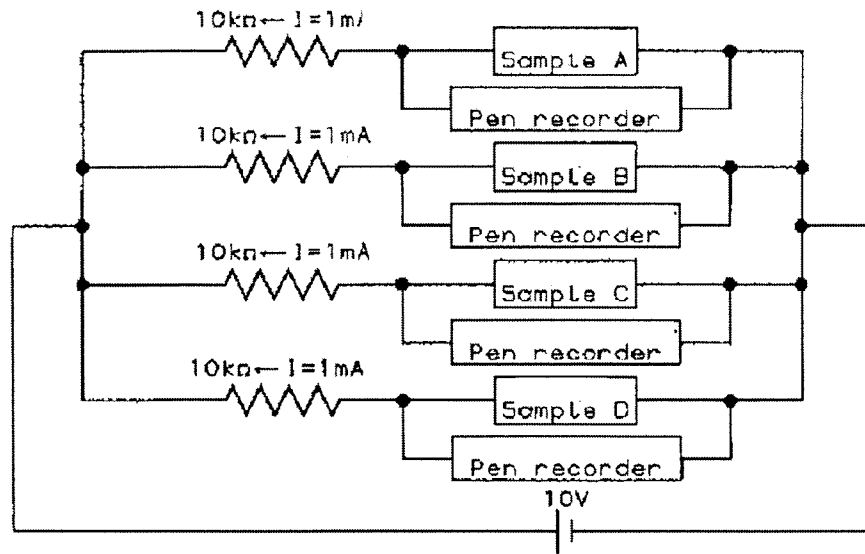 10kΩ← I=1m/
Sample A
Pen recorder
10kΩ← I=1mA
Sample B
Pen recorder
10kΩ← I=1mA
Sample C
Pen recorder
10kΩ← I=1mA
Sample D
Pen recorder
10V